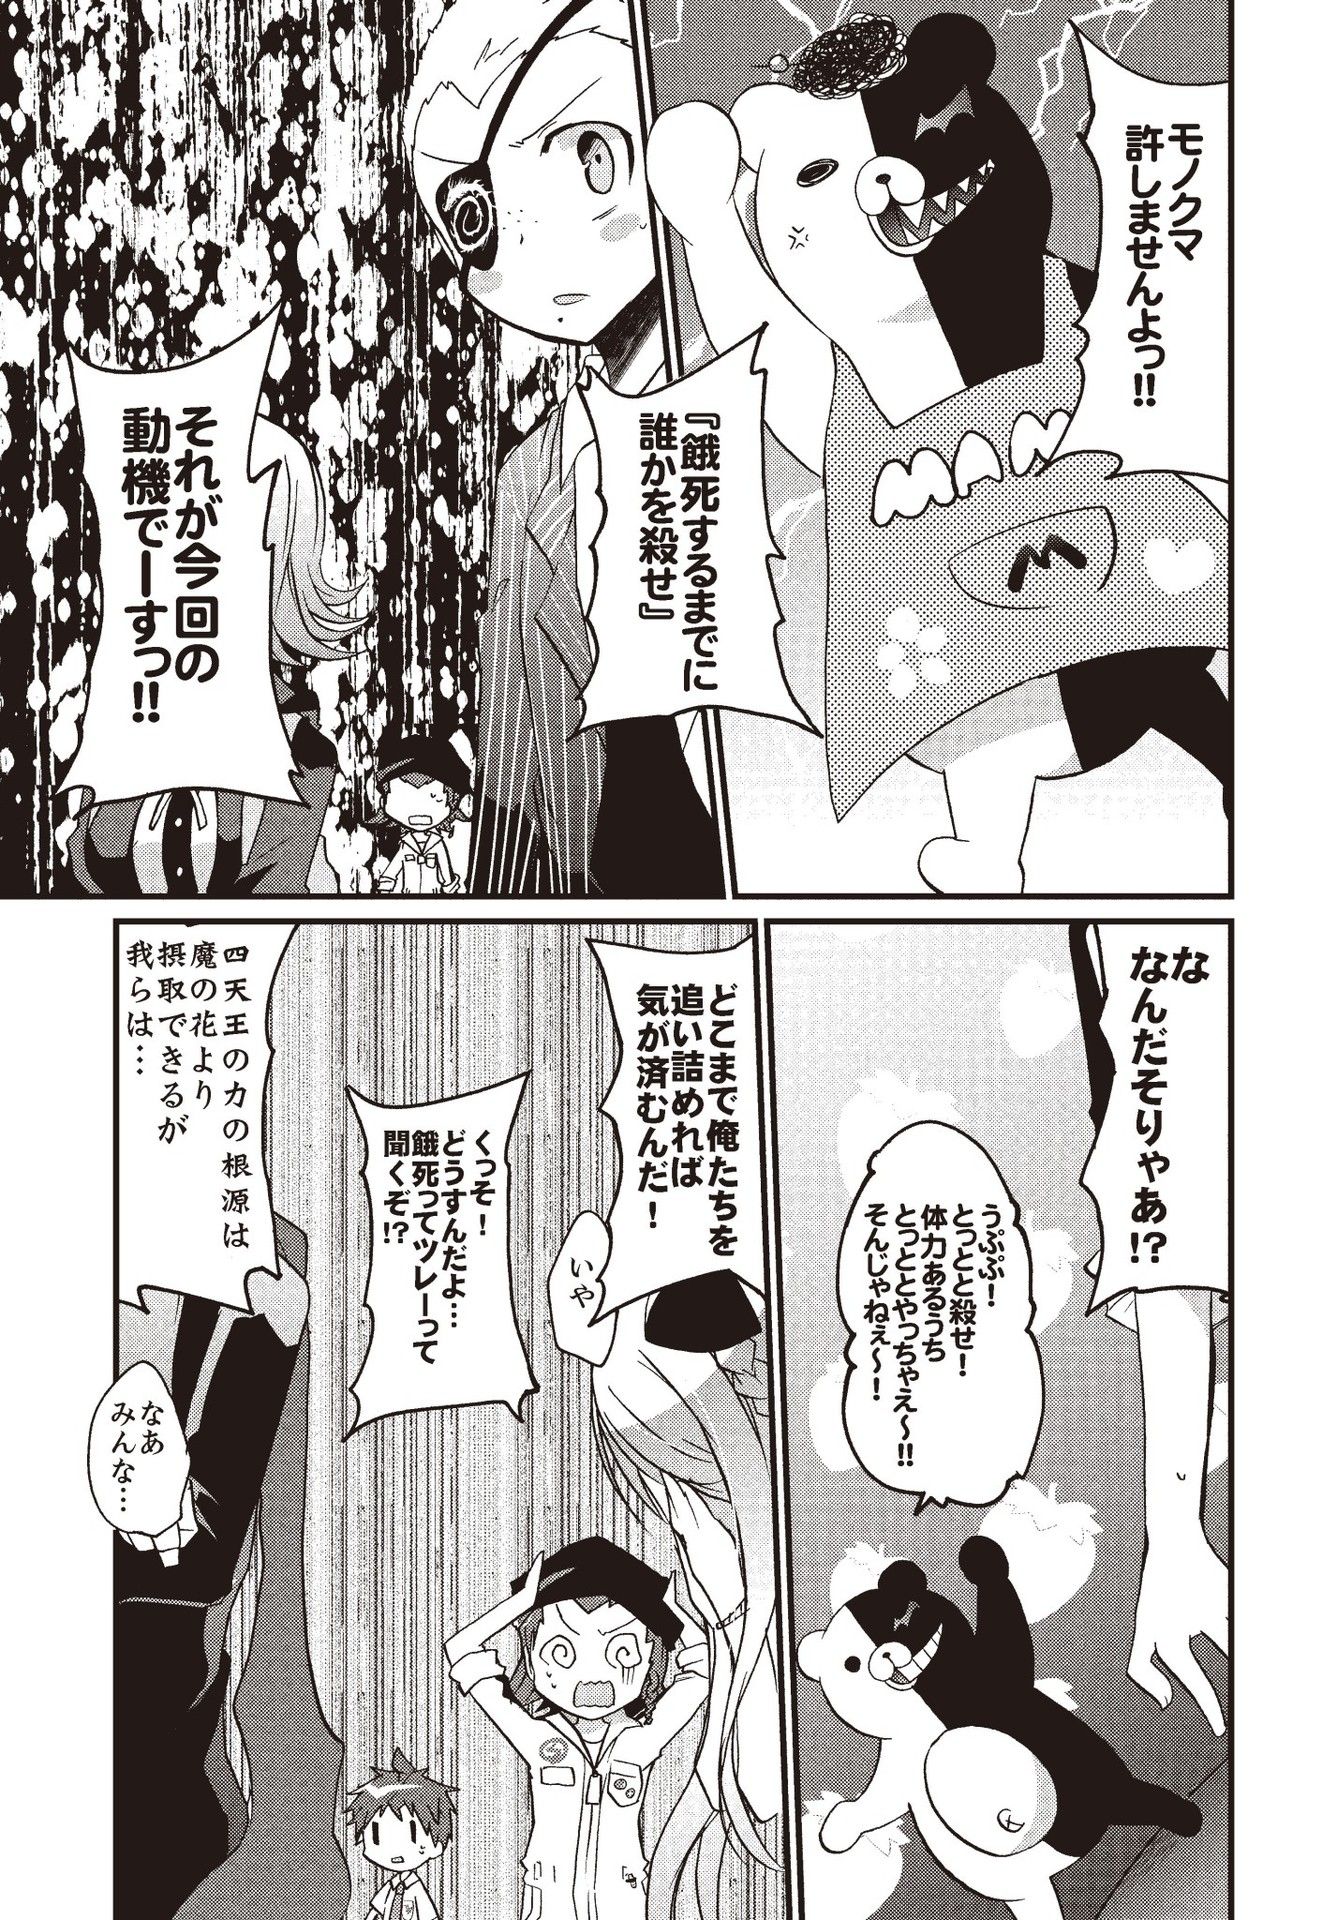 モノクマ
許しませんよっ!!
MAN
M
『餓死するまでに
誰かを殺せ』
それが今回の
動機でーすっ!!
な
なんだそりゃあ!?
うぷぷ!
とっとと殺せ!
体力あるうち
とっととやっちゃえ〜!!
そんじゃねぇ〜!
どこまで俺たちを
追い詰めれば
気が済むんだ!
いや
くっそ!
どうすんだよ…
餓死ってツレーって
聞くぞ!?
四天王の力の根源は
魔の花より
摂取できるが
我らは…
なあ
みんな…